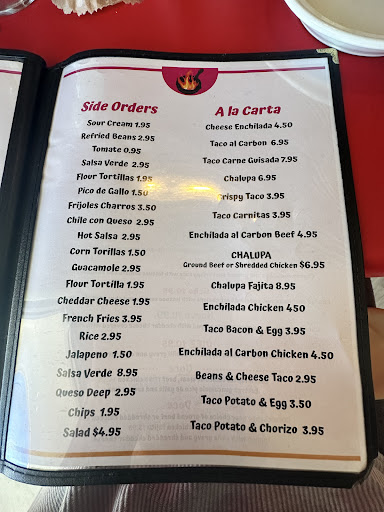 Side Orders
Sour Cream 1.95
Refried Beans 2.95
Tomate 0.95
Salsa Verde 2.95
Flour Tortillas 1.95
Pico de Gallo 1.50
Frijoles Charros 3.50
Chile con Queso 2.95
Hot Salsa 2.95
Corn Torillas 1.50
Guacamole 2.95
Flour Tortilla 1.95
Cheddar Cheese 1.95
French Fries 3.95
Rice 2.95
Jalapeno 1.50
Salsa Verde 8.95
Queso Deep 2.95
Chips 1.95
Salad $4.95
A la Carta
Cheese Enchilada 4.50
Taco al Carbon 6.95
Taco Carne Guisada 7.95
Chalupa 6.95
Crispy Taco 3.95
Taco Carnitas 3.95
Enchilada al Carbon Beef 4.95
CHALUPA
Ground Beef or Shredded Chicken $6.95
Chalupa Fajita 8.95
Enchilada Chicken 450
Taco Bacon & Egg 3.95
Enchilada al Carbon Chicken 4.50
Beans & Cheese Taco 2.95
Taco Potato & Egg 3.50
Taco Potato & Chorizo 3.95